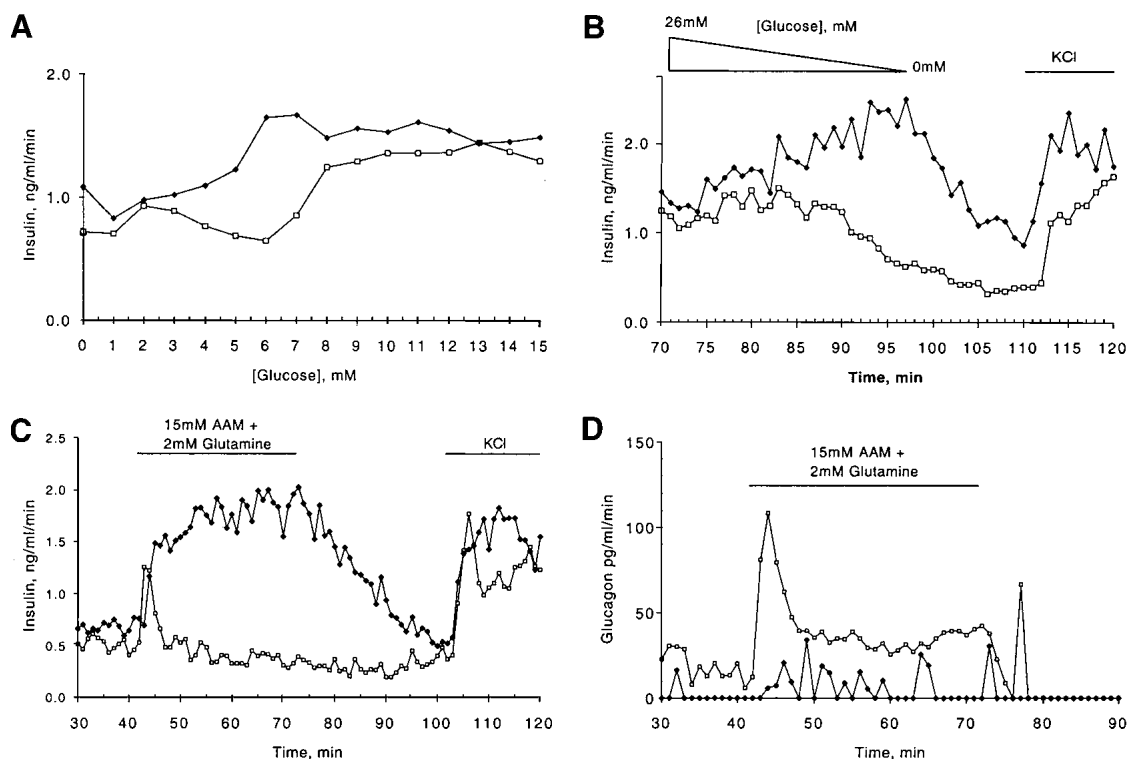 A
Insulin, ng/ml/min
2.0
1.0
0.0
0 1 2 3 4 5 6 7 8 9 10 11 12 13 14 15
[Glucose], mM
B
26mM
[Glucose], mM
0mM
KCl
Insulin, ng/ml/min
2.0
1.0
0.0
70 75 80 85 90 95 100 105 110 115 120
Time, min
C
15mM AAM +
2mM Glutamine
KCl
Insulin, ng/ml/min
2.5
2.0
1.5
1.0
0.5
0.0
30 40 50 60 70 80 90 100 110 120
Time, min
D
15mM AAM +
2mM Glutamine
Glucagon pg/ml/min
150
100
50
0
30 40 50 60 70 80 90
Time, min